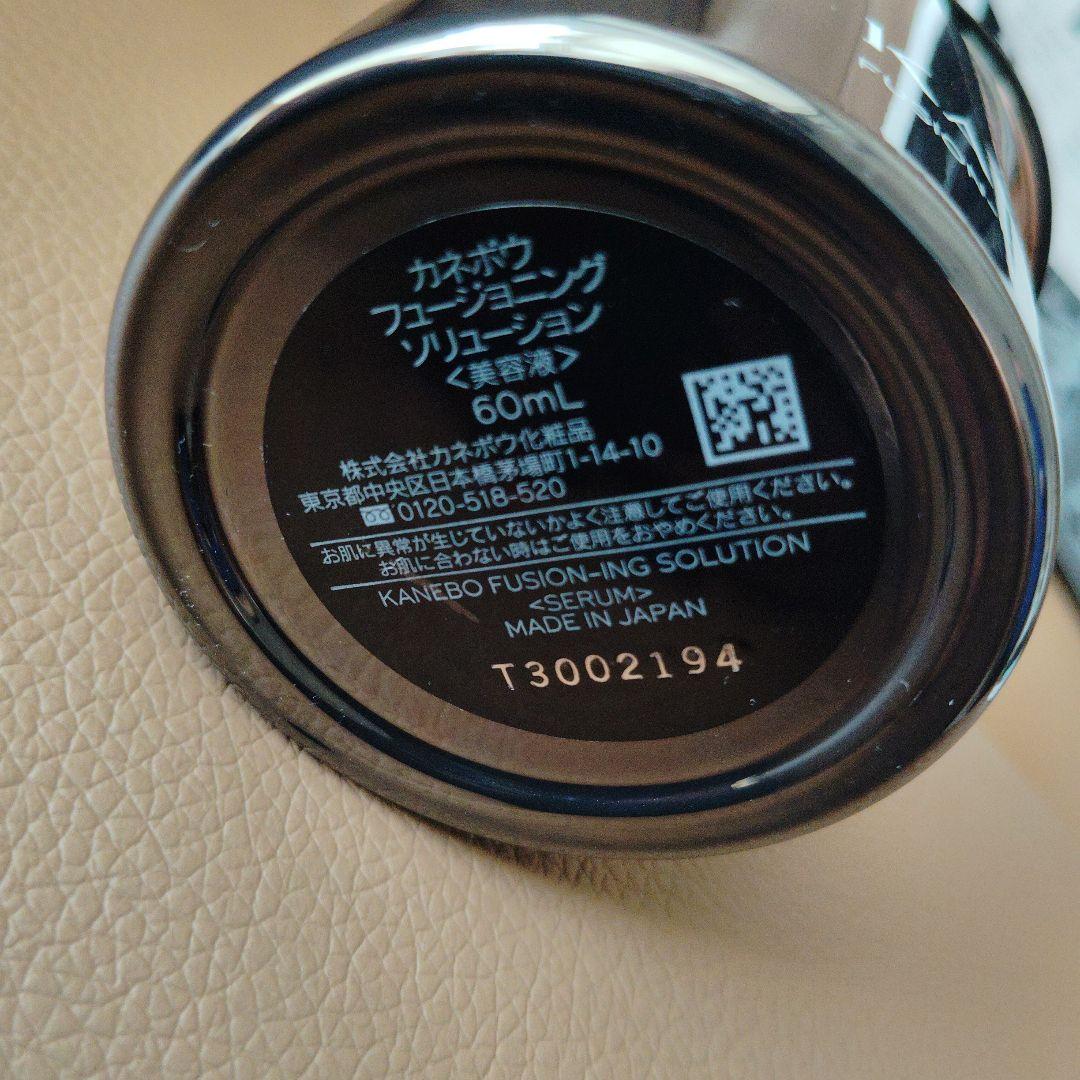 カネボウ
フュージョニング
ソリューション
<美容液>
60mL
株式会社カネボウ化粧品
東京都中央区日本橋茅場町1-14-10
0120-518-520
お肌に異常が生じていないかよく注意してご使用ください。
お肌に合わない時はご使用をおやめください。
KANEBO FUSION-ING SOLUTION
<SERUM>
MADE IN JAPAN
T3002194